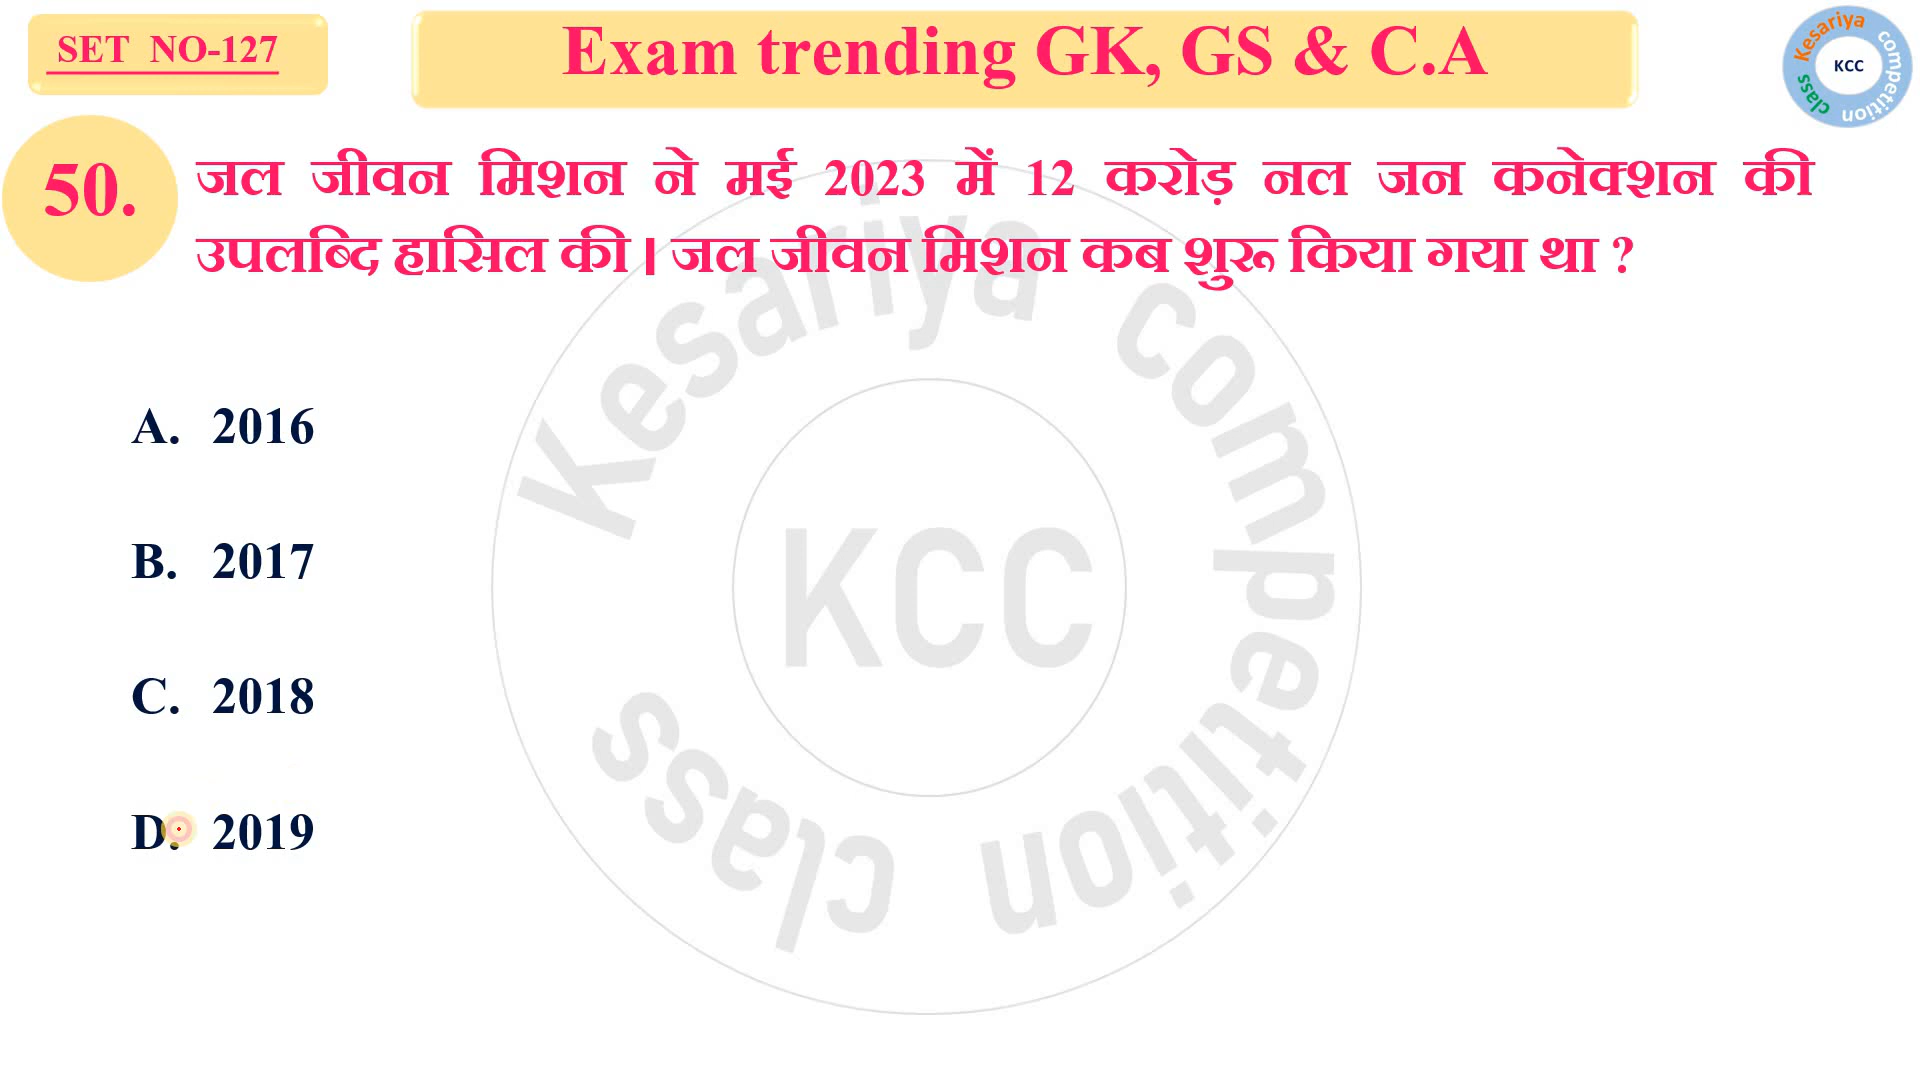 SET NO-127
Exam trending GK, GS & C.A
Kesariya competition class
KCC
50.
जल जीवन मिशन ने मई 2023 में 12 करोड़ नल जन कनेक्शन की
उपलब्दि हासिल की । जल जीवन मिशन कब शुरू किया गया था ?
A. 2016
B. 2017
C. 2018
D. 2019
Kesariya competition class
KCC